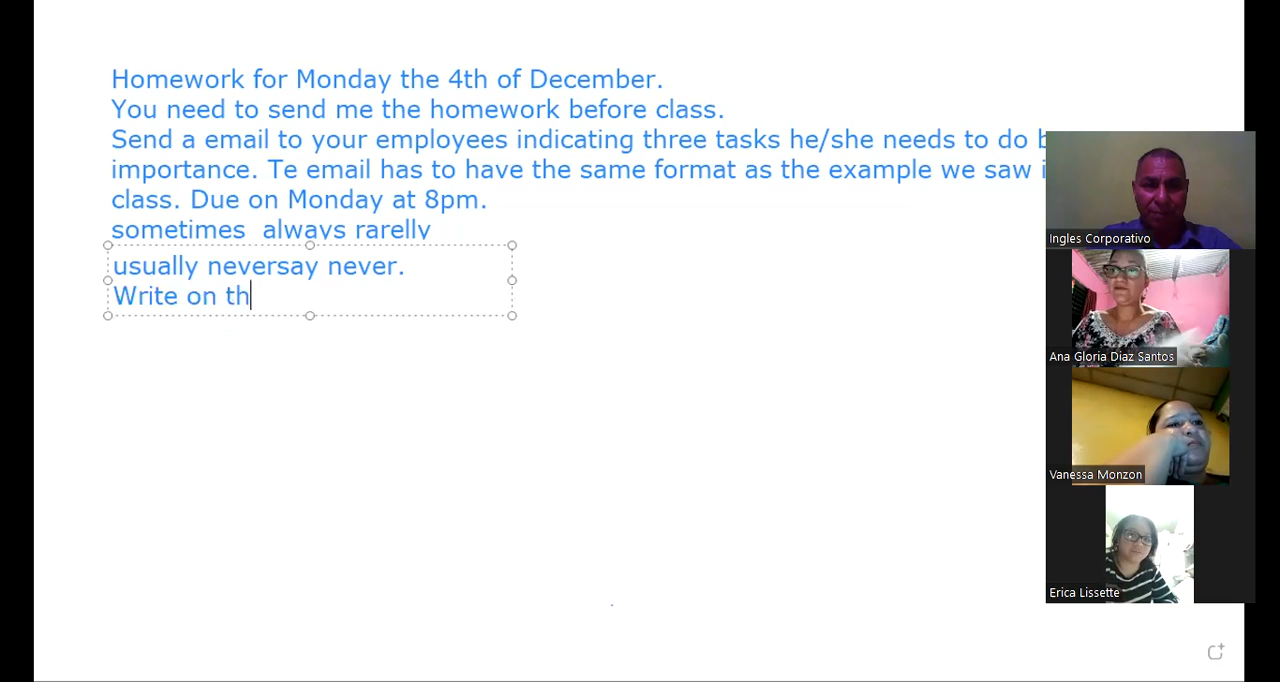 Homework for Monday the 4th of December.
You need to send me the homework before class.
Send a email to your employees indicating three tasks he/she needs to do
importance. Te email has to have the same format as the example we saw
class. Due on Monday at 8pm.
sometimes always rarelly
usually neversay never.
Write on th
Ingles Corporativo
Ana Gloria Diaz Santos
Vanessa Monzon
Erica Lissette